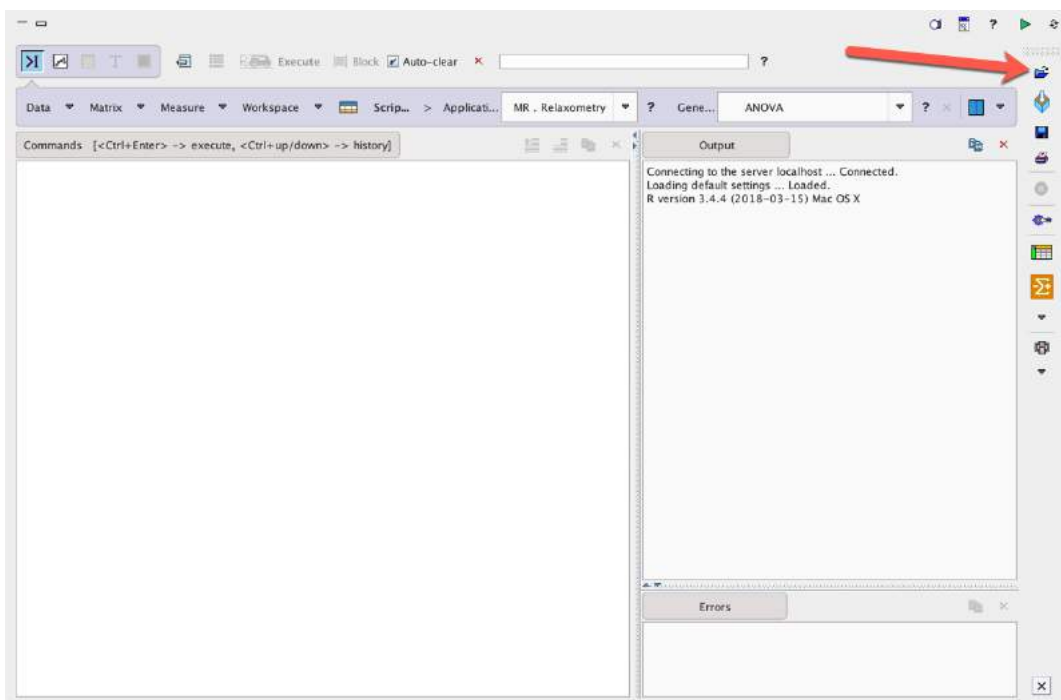 ?
Execute Block Auto-clear ?
Data Matrix Measure Workspace Scrip... > Applicati... MR . Relaxometry ? Gene... ANOVA ?
Commands [<Ctrl+Enter> -> execute, <Ctrl+up/down> -> history]
Output
Connecting to the server localhost ... Connected.
Loading default settings ... Loaded.
R version 3.4.4 (2018-03-15) Mac OS X
Errors